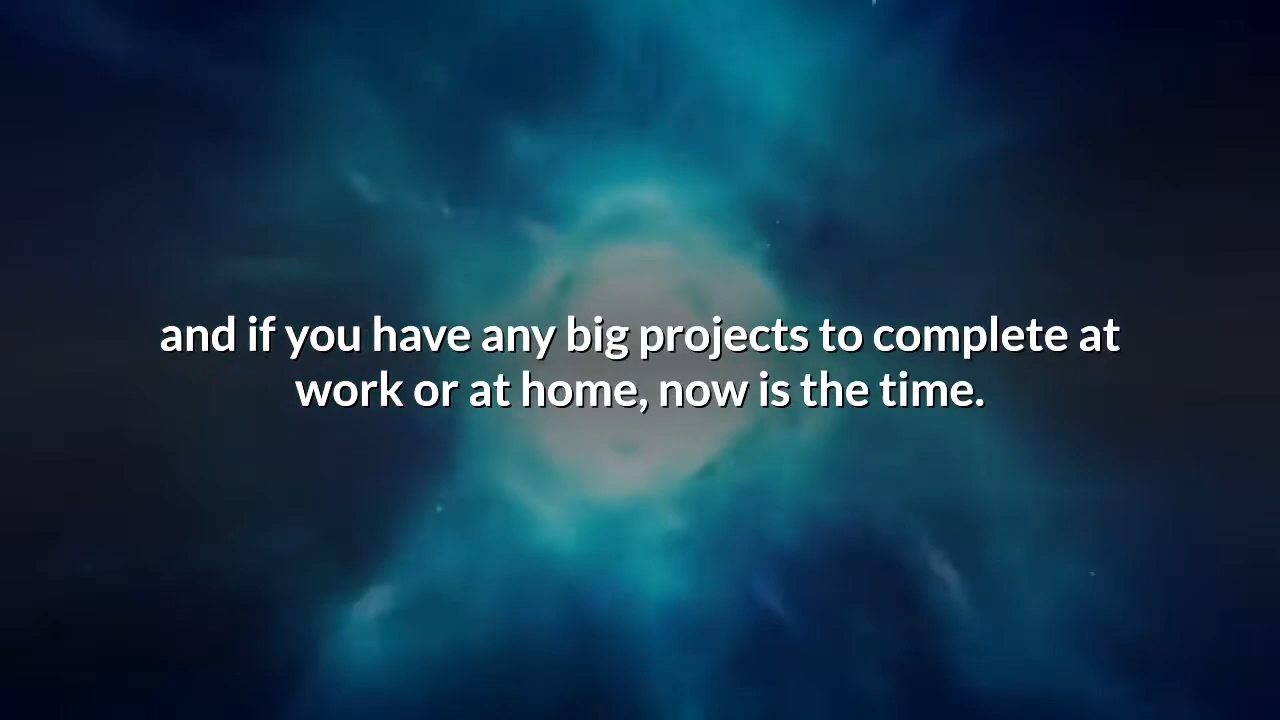 and if you have any big projects to complete at
work or at home, now is the time.